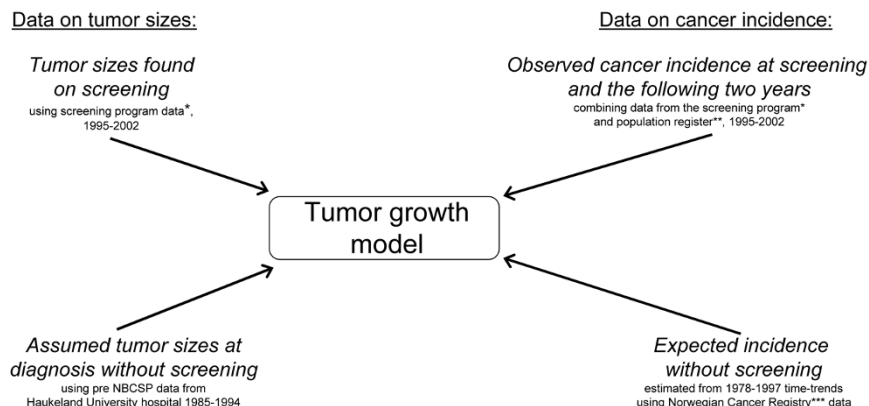 Data on tumor sizes:
Tumor sizes found
on screening
using screening program data*,
1995-2002
Data on cancer incidence:
Observed cancer incidence at screening
and the following two years
combining data from the screening program*
and population register**, 1995-2002
Tumor growth
model
Assumed tumor sizes at
diagnosis without screening
using pre NBCSP data from
Haukeland University hospital 1985-1994
Expected incidence
without screening
estimated from 1978-1997 time-trends
using Norwegian Cancer Registry*** data